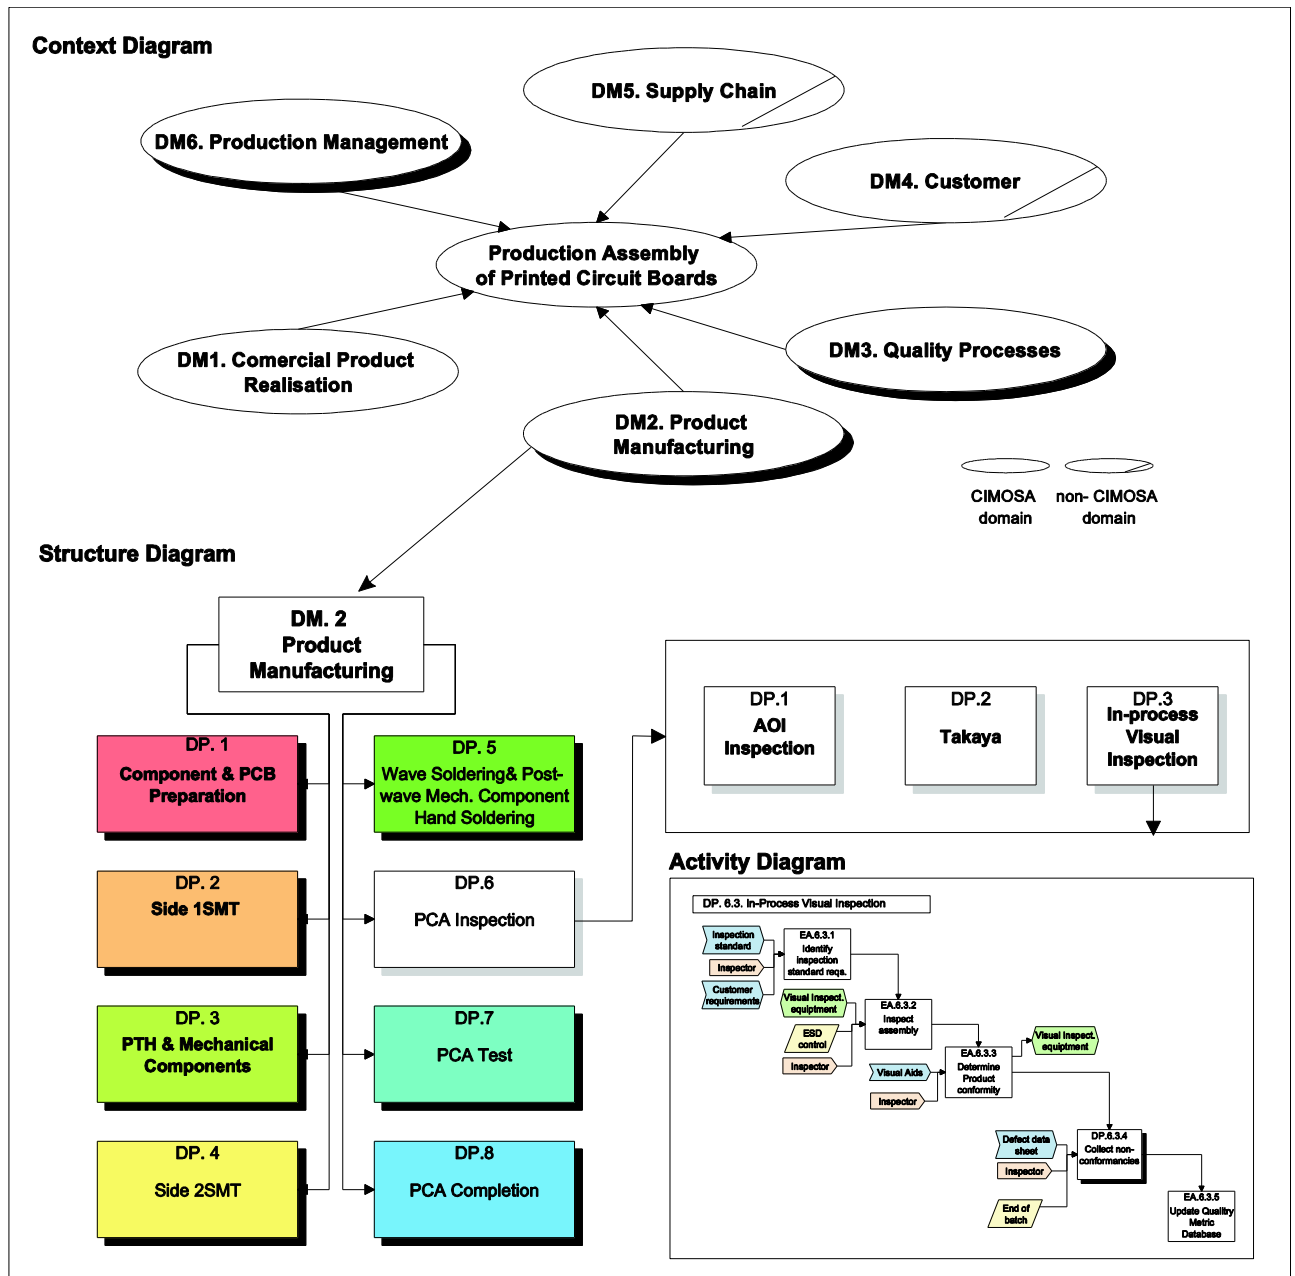 Context Diagram
DM5. Supply Chain
DM6. Production Management
DM4. Customer
Production Assembly
of Printed Circuit Boards
DM1. Comercial Product
Realisation
DM3. Quality Processes
DM2. Product
Manufacturing
CIMOSA
domain
non- CIMOSA
domain
Structure Diagram
DM. 2
Product
Manufacturing
DP. 1
Component & PCB
Preparation
DP. 5
Wave Soldering& Post-
wave Mech. Component
Hand Soldering
DP. 2
Side 1SMT
DP.6
PCA Inspection
DP. 3
PTH & Mechanical
Components
DP.7
PCA Test
DP. 4
Side 2SMT
DP.8
PCA Completion
DP.1
AOI
Inspection
DP.2
Takaya
DP.3
In-process
VIsual
Inspection
Activity Diagram
DP. 6.3. In-Process Visual Inspection
Inspection
standard
Inspector
Customer
requirements
EA.6.3.1
Identify
inspection
standard reqs.
Visual Inspect.
equiptment
ESD
control
Inspector
EA.6.3.2
Inspect
assembly
Visual Aids
Inspector
EA.6.3.3
Determine
Product
conformity
Visual Inspect.
equiptment
Defect data
sheet
Inspector
End of
batch
DP.6.3.4
Collect non-
conformancies
EA.6.3.5
Update Qualitry
Metric
Database